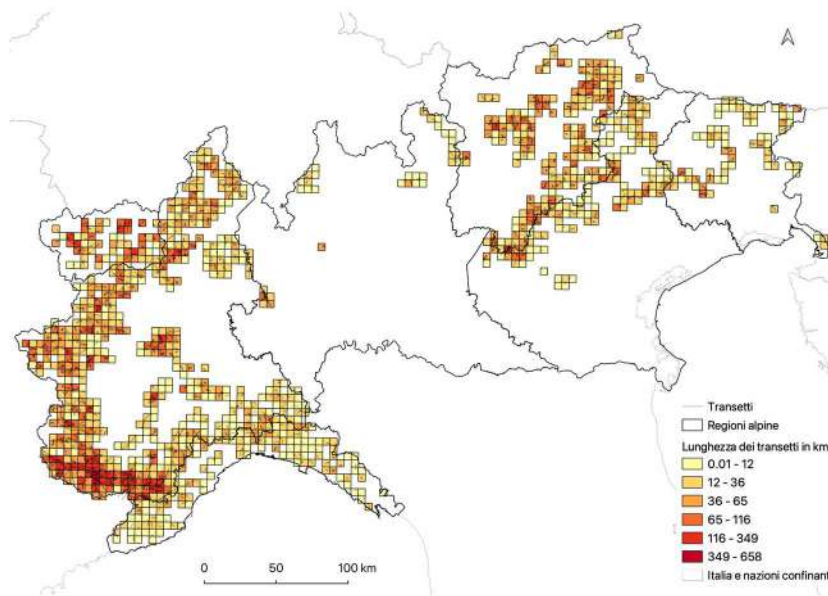 Transetti
Regioni alpine
Lunghezza dei transetti in km
0.01 - 12
12 - 36
36 - 65
65 - 116
116 - 349
349 - 658
Italia e nazioni confinant
0 50 100 km